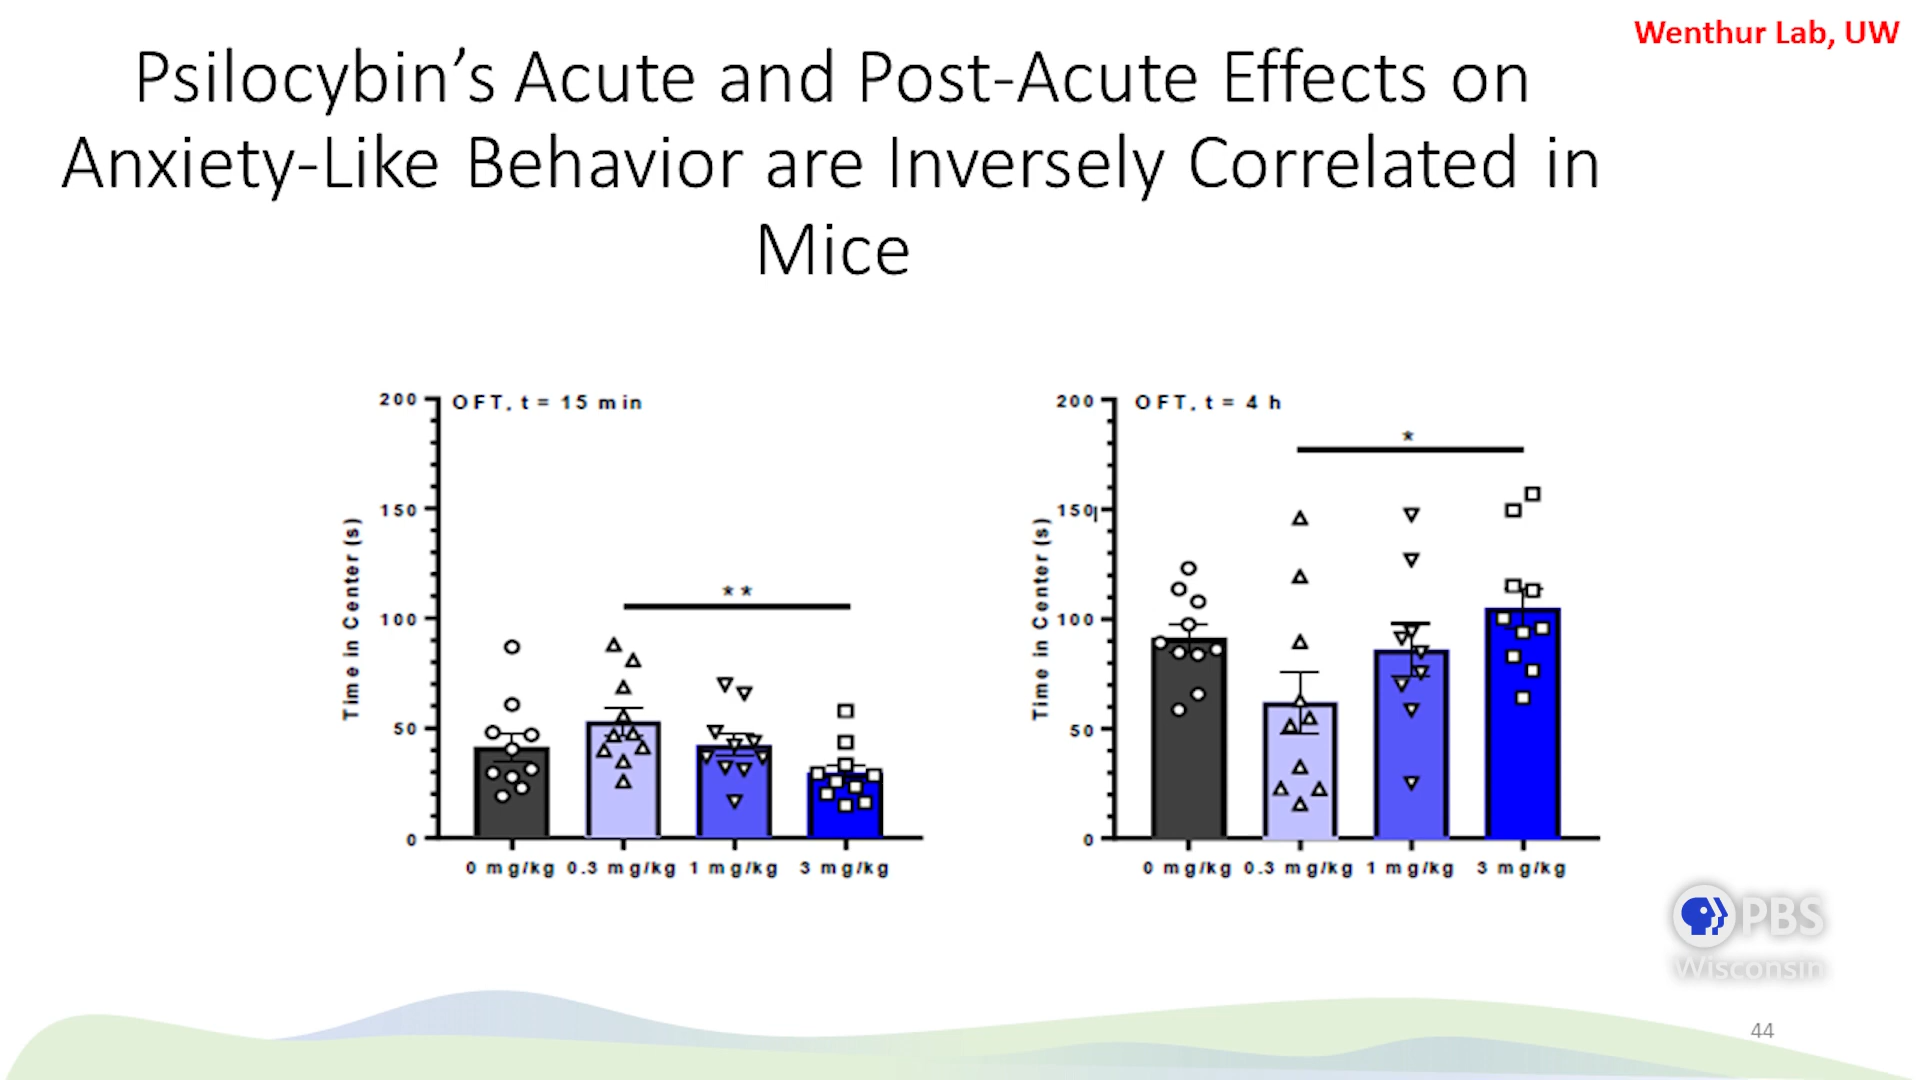 Wenthur Lab, UW
Psilocybin’s Acute and Post-Acute Effects on
Anxiety-Like Behavior are Inversely Correlated in
Mice
OFT, t = 15 min
Time in Center (s)
200
150
100
50
0
**
0 mg/kg 0.3 mg/kg 1 mg/kg 3 mg/kg
OFT, t = 4 h
Time in Center (s)
200
150
100
50
0
*
0 mg/kg 0.3 mg/kg 1 mg/kg 3 mg/kg
PBS
Wisconsin
44